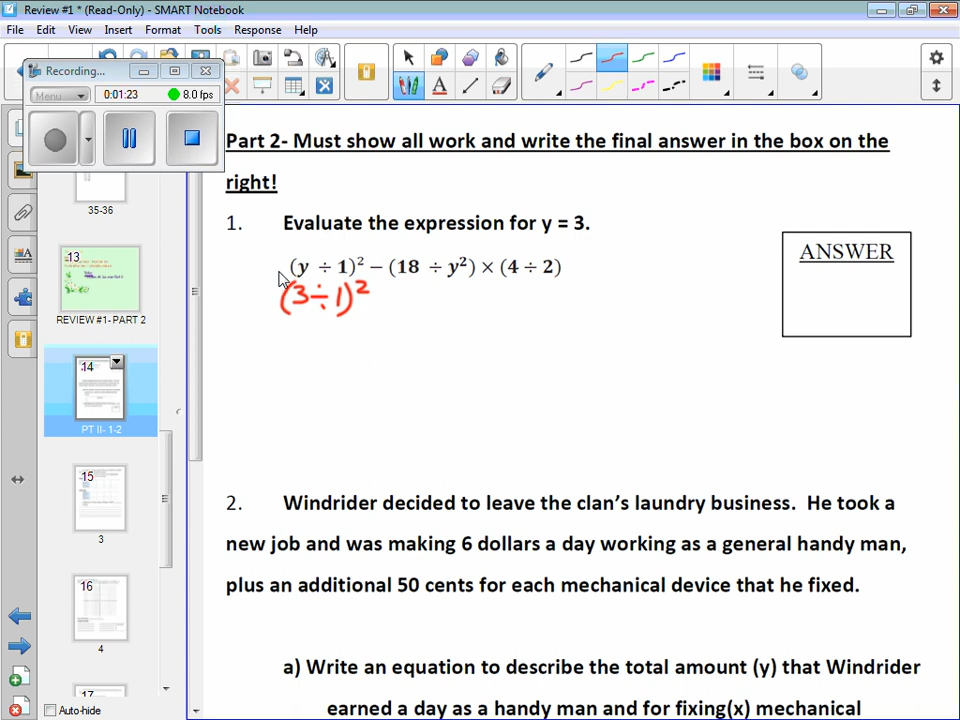 Review #1 * (Read-Only) - SMART Notebook
File Edit View Insert Format Tools Response Help
Recording...
Menu 0:01:23 8.0 fps
35-36
13
REVIEW #1- PART 2
14
PT II- 1-2
15
3
16
4
17
Auto-hide
Part 2- Must show all work and write the final answer in the box on the
right!
1. Evaluate the expression for y = 3.
(y ÷ 1)² − (18 ÷ y²) × (4 ÷ 2)
(3÷1)²
ANSWER
2. Windrider decided to leave the clan’s laundry business. He took a
new job and was making 6 dollars a day working as a general handy man,
plus an additional 50 cents for each mechanical device that he fixed.
a) Write an equation to describe the total amount (y) that Windrider
earned a day as a handy man and for fixing(x) mechanical